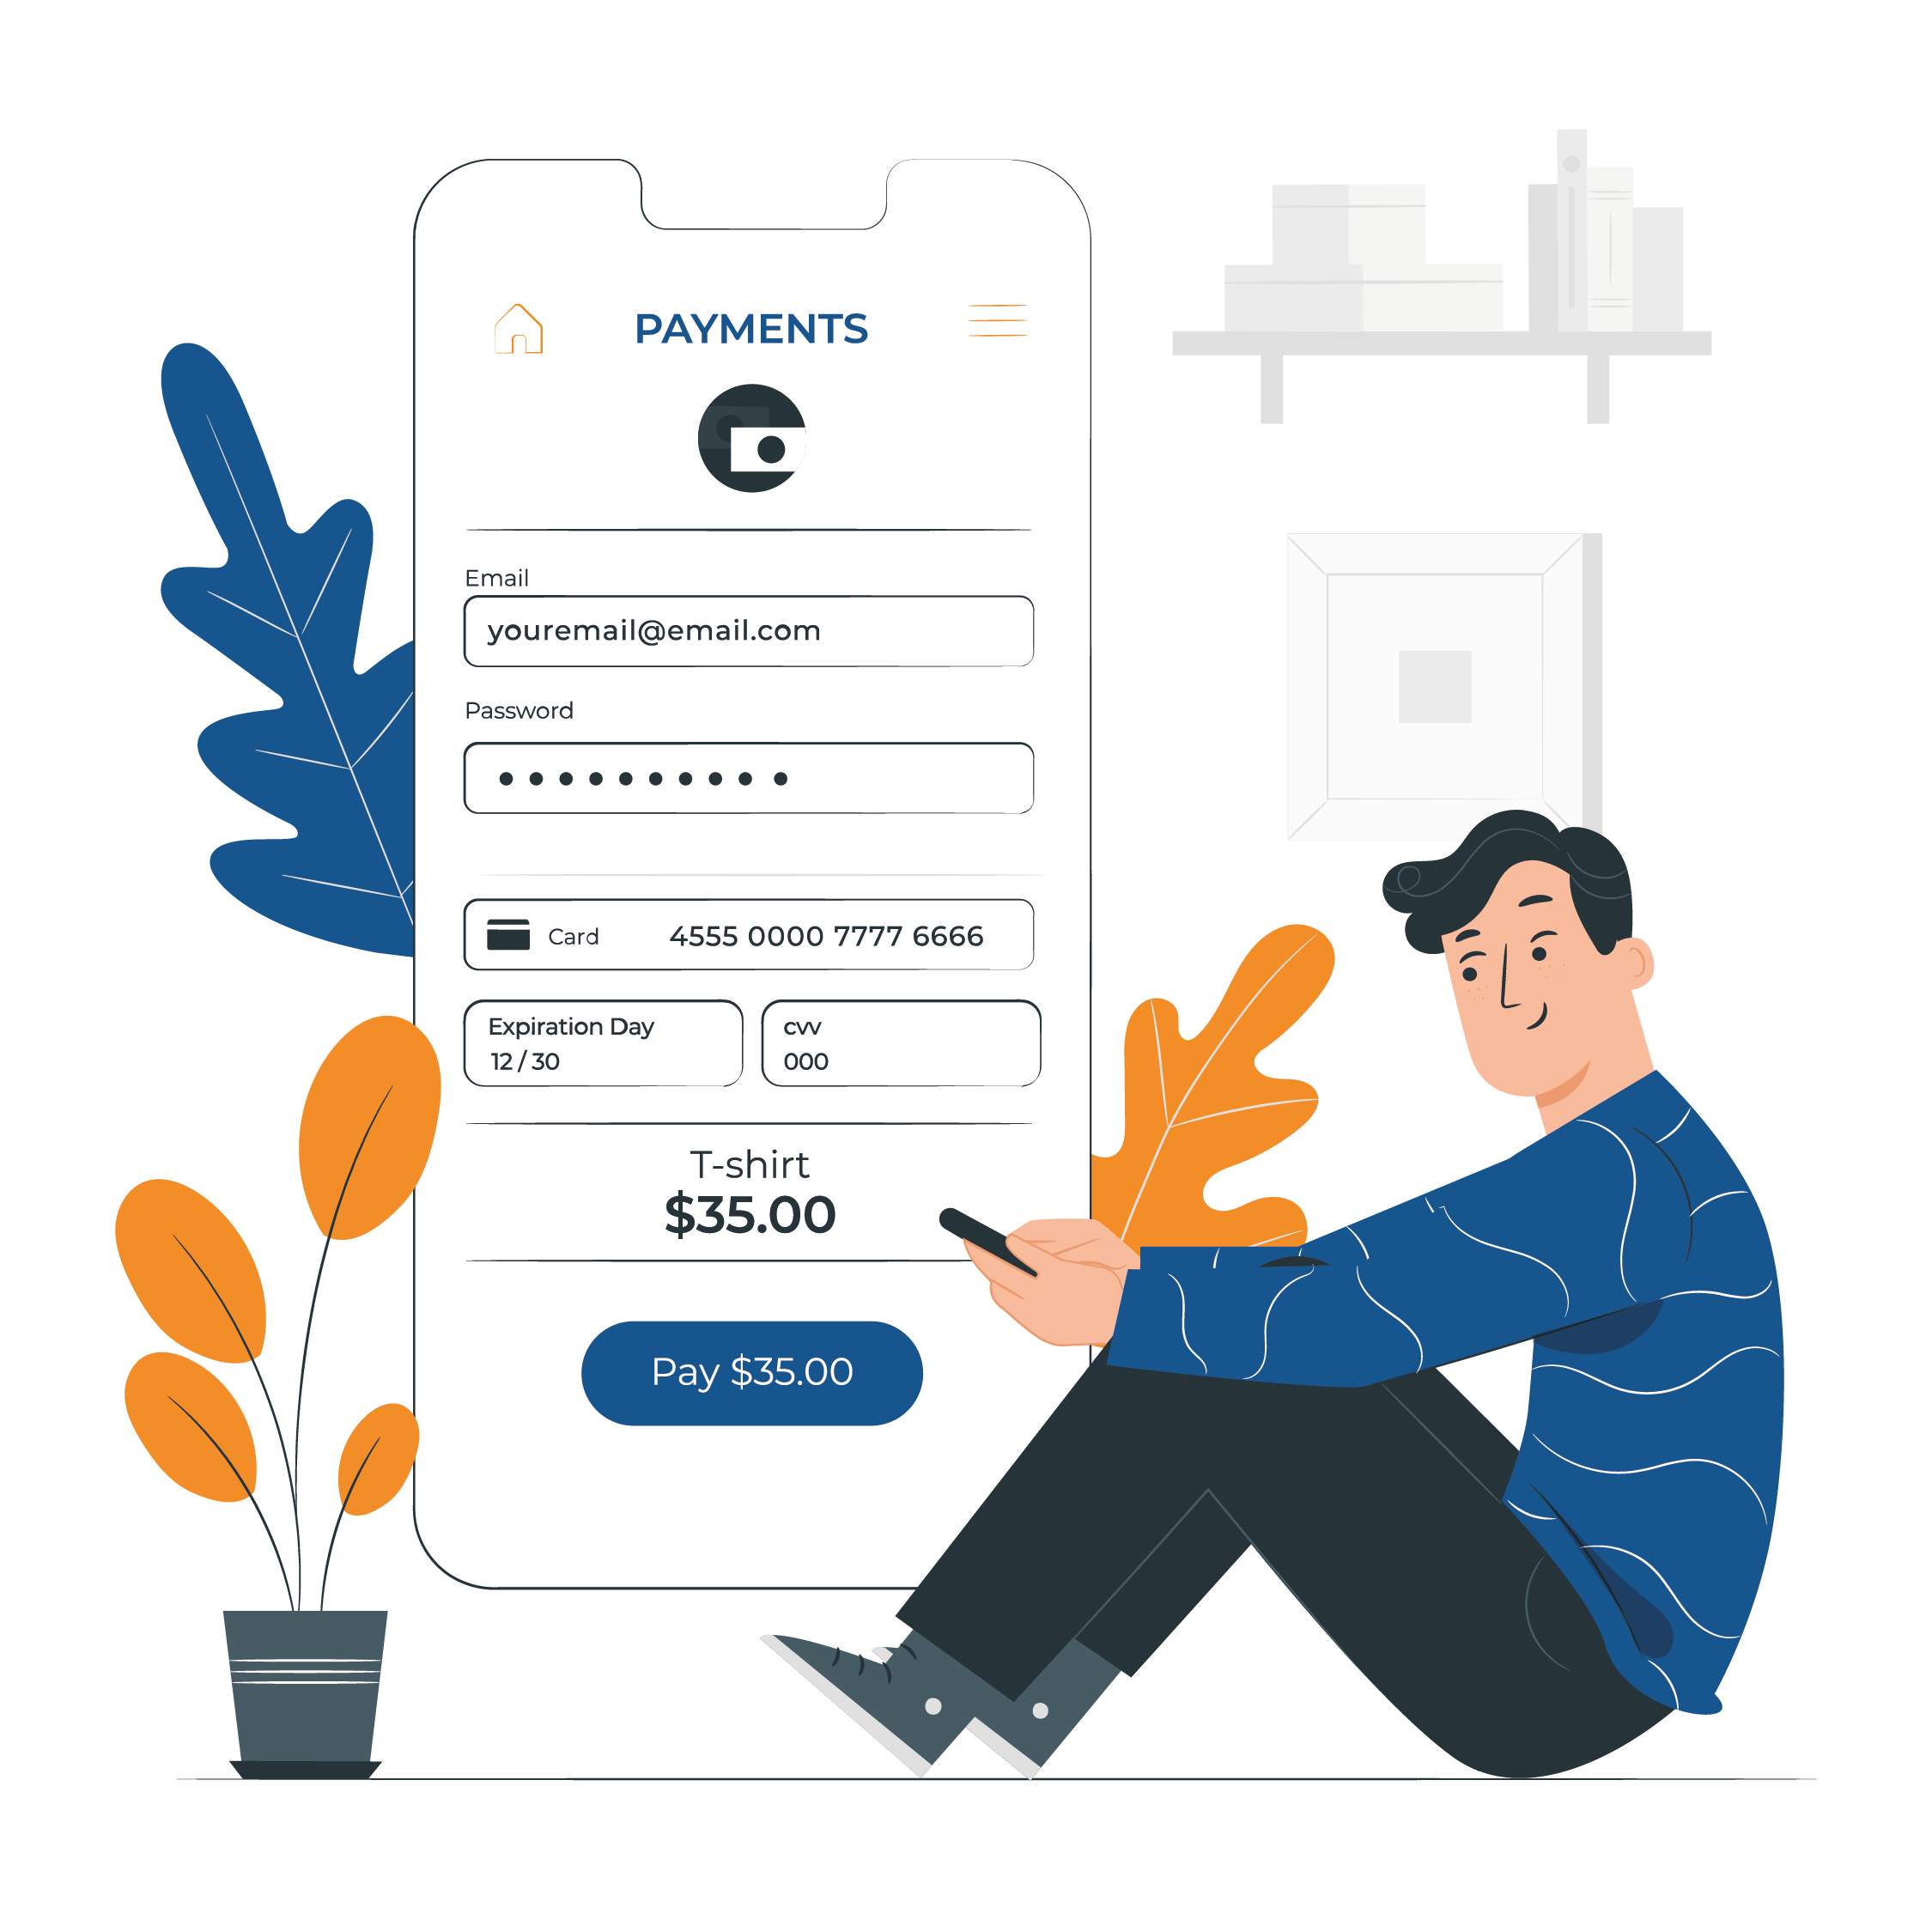 PAYMENTS
Email
youremail@email.com
Password
Card 4555 0000 7777 6666
Expiration Day
12 / 30
cvv
000
T-shirt
$35.00
Pay $35.00